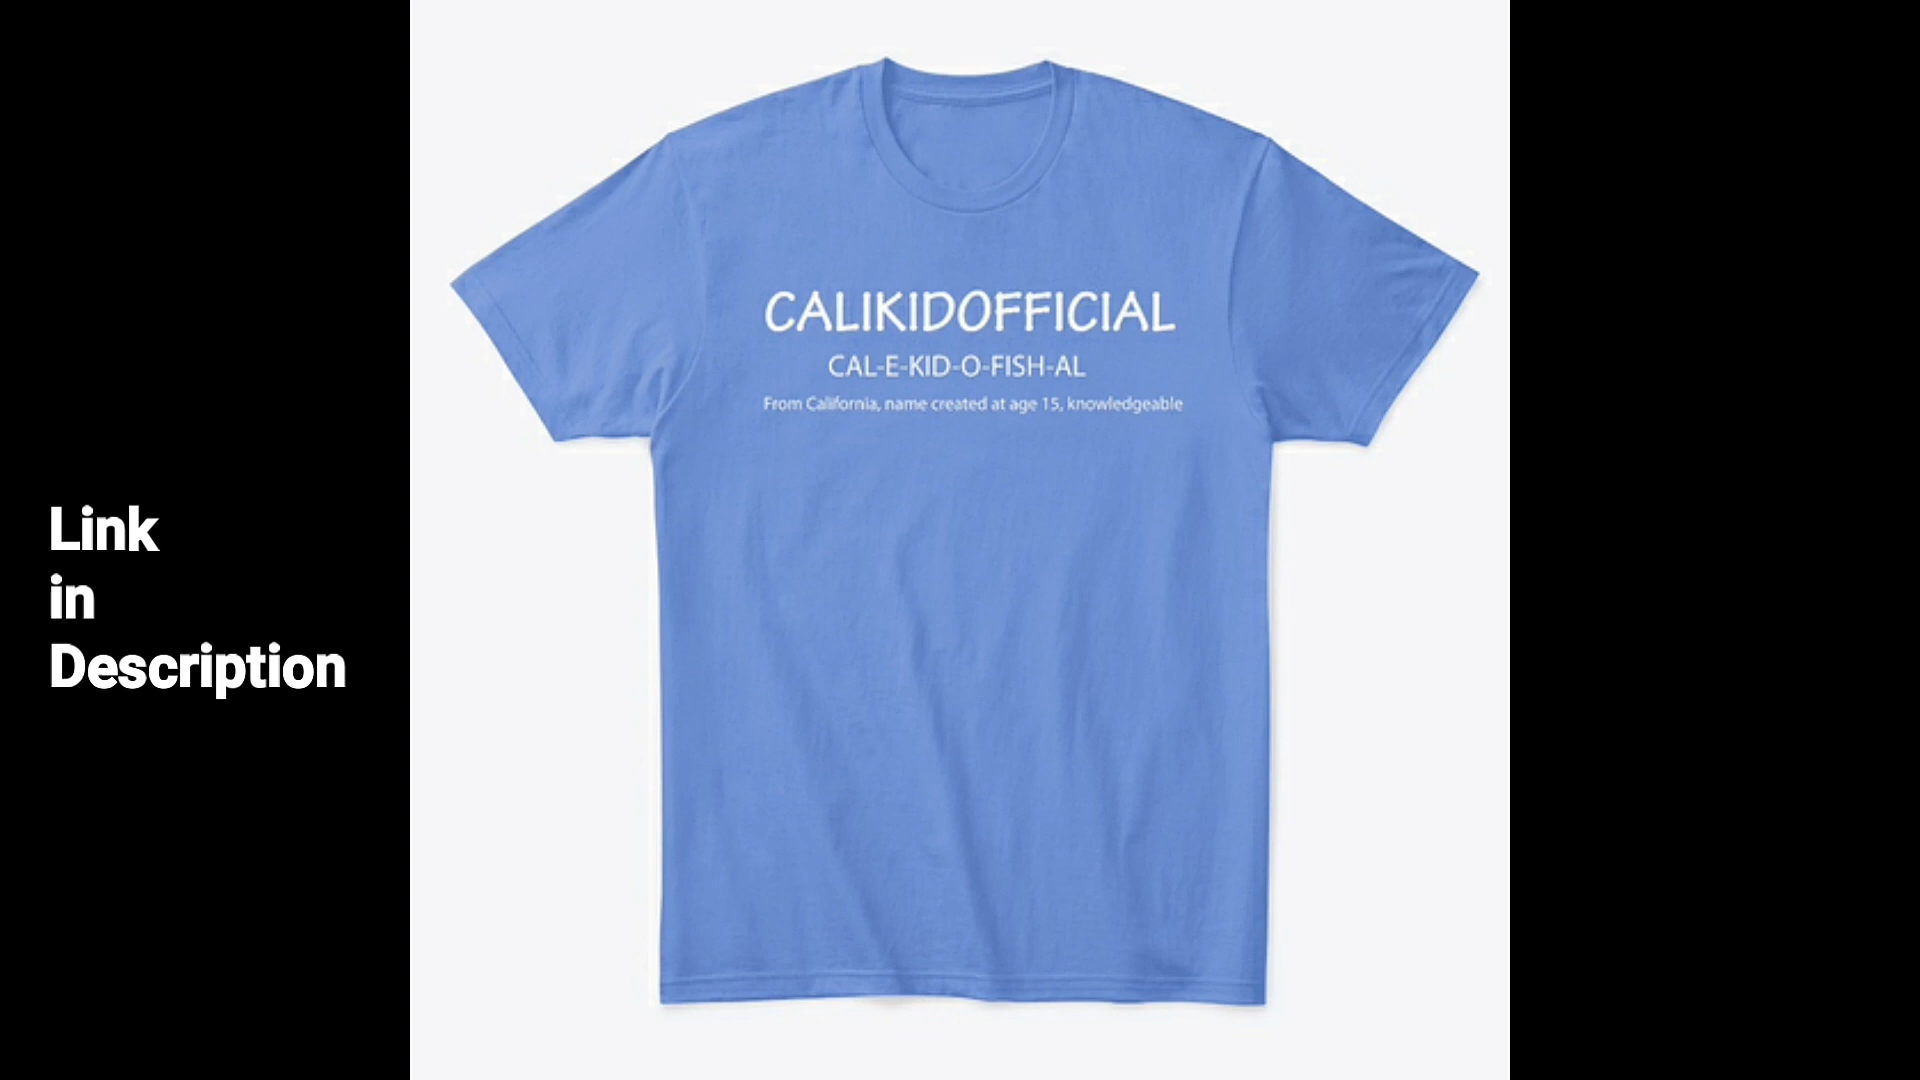 Link
in
Description
CALIKIDOFFICIAL
CAL-E-KID-O-FISH-AL
From California, name created at age 15, knowledgeable